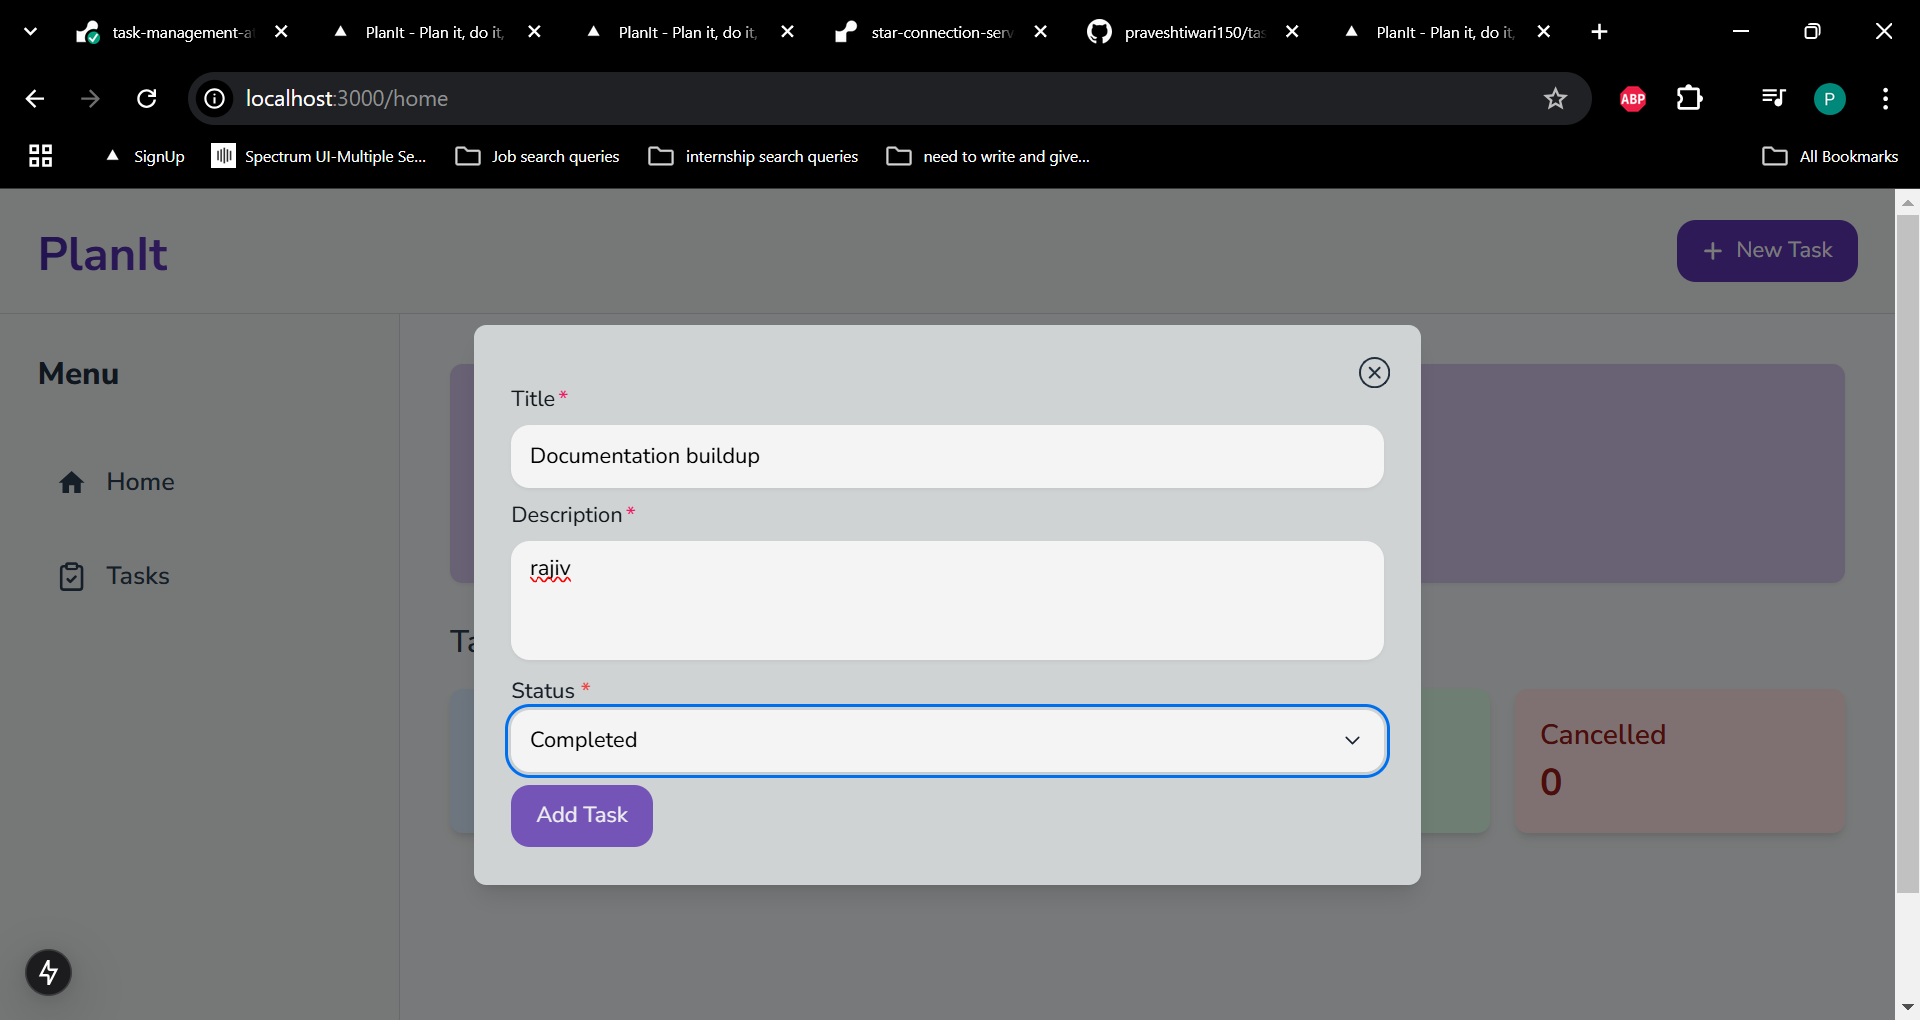 task-management-a
PlanIt - Plan it, do it,
PlanIt - Plan it, do it,
star-connection-serv
praveshtiwari150/tas
PlanIt - Plan it, do it,
localhost:3000/home
ABP
P
SignUp
Spectrum UI-Multiple Se...
Job search queries
internship search queries
need to write and give...
All Bookmarks
PlanIt
+ New Task
Menu
Home
Tasks
Title*
Documentation buildup
Description*
rajiv
Ta
Status *
Completed
Add Task
Cancelled
0